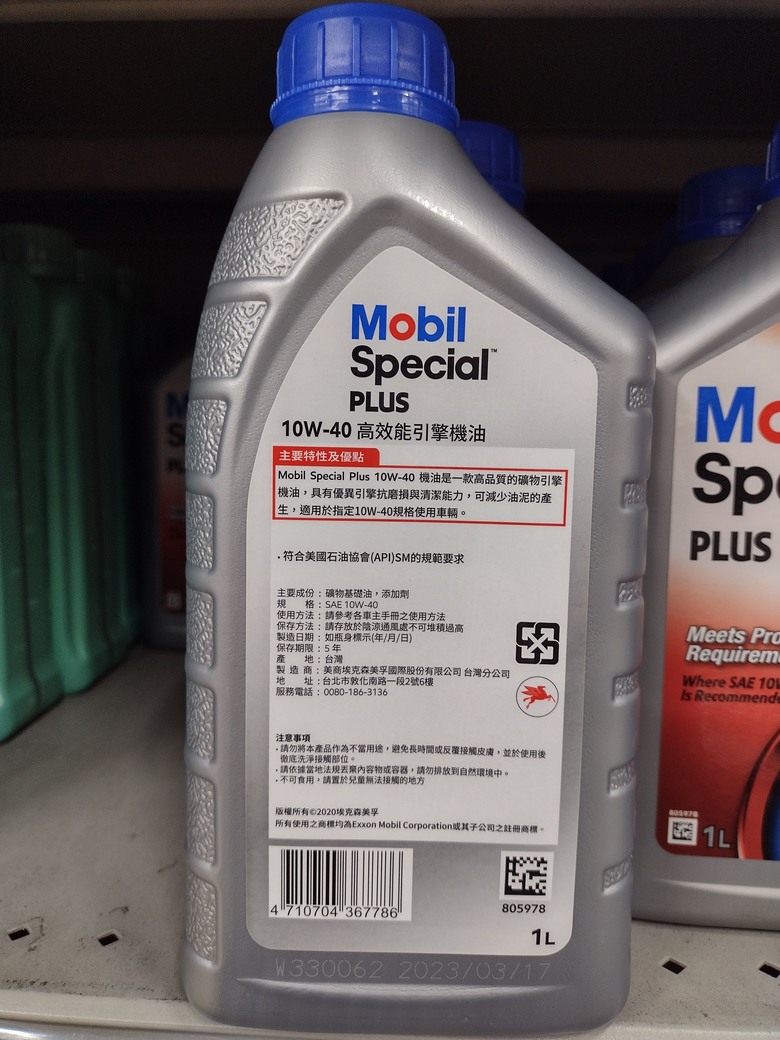 Mobil
Special™
PLUS
10W-40 高效能引擎機油
主要特性及優點
Mobil Special Plus 10W-40 機油是一款高品質的礦物引擎
機油，具有優異引擎抗磨損與清潔能力，可減少油泥的產
生，適用於指定10W-40規格使用車輛。
．符合美國石油協會(API)SM的規範要求
主要成份：礦物基礎油，添加劑
規 格：SAE 10W-40
使用方法：請參考各車主手冊之使用方法
保存方法：請存放於陰涼通風處不可堆積過高
製造日期：如瓶身標示(年/月/日)
保存期限：5 年
產 地：台灣
製 造 商：美商埃克森美孚國際股份有限公司 台灣分公司
地 址：台北市敦化南路一段2號6樓
服務電話：0080-186-3136
注意事項
．請勿將本產品作為不當用途，避免長時間或反覆接觸皮膚，並於使用後
徹底洗淨接觸部位。
．請依據當地法規丟棄內容物或容器，請勿排放到自然環境中。
．不可食用，請置於兒童無法接觸的地方
版權所有©2020埃克森美孚
所有使用之商標均為Exxon Mobil Corporation或其子公司之註冊商標。
4 710704 367786
805978
1L
W330062 2023/03/17
Mo
Spe
PLUS
Meets Pro
Requirem
Where SAE 10W
Is Recommende
805978
1L